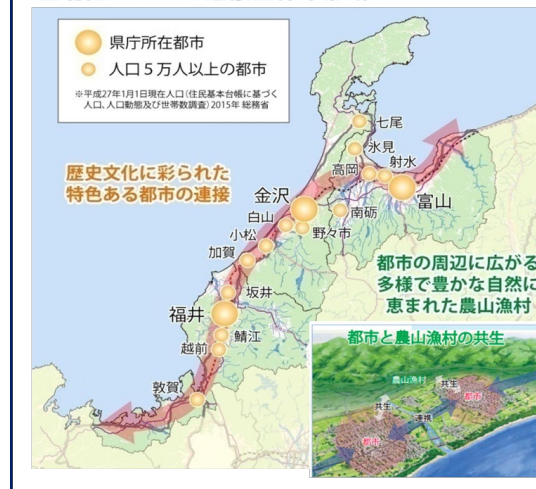 県庁所在都市
人口５万人以上の都市
※平成27年1月1日現在人口（住民基本台帳に基づく
人口、人口動態及び世帯数調査）2015年 総務省
七尾
氷見
高岡
射水
歴史文化に彩られた
特色ある都市の連接
金沢
富山
白山
南砺
野々市
小松
加賀
都市の周辺に広がる
多様で豊かな自然に
恵まれた農山漁村
坂井
福井
鯖江
越前
敦賀
都市と農山漁村の共生
農山漁村
共生
都市
共生
連携
都市